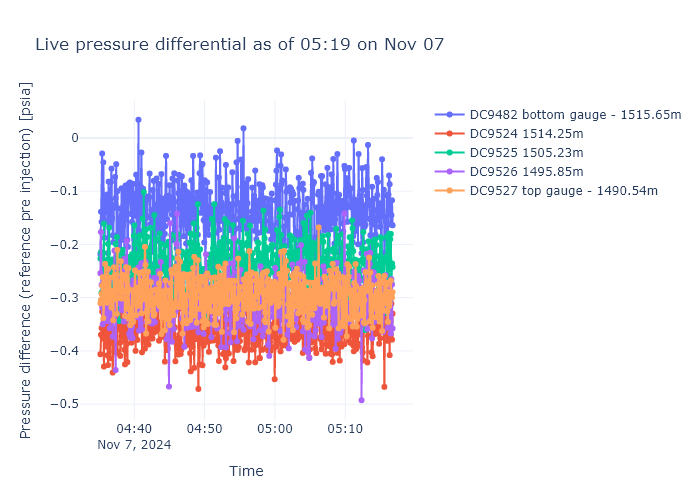 Live pressure differential as of 05:19 on Nov 07
Pressure difference (reference pre injection) [psia]
0
−0.1
−0.2
−0.3
−0.4
−0.5
04:40
04:50
05:00
05:10
Nov 7, 2024
Time
DC9482 bottom gauge - 1515.65m
DC9524 1514.25m
DC9525 1505.23m
DC9526 1495.85m
DC9527 top gauge - 1490.54m